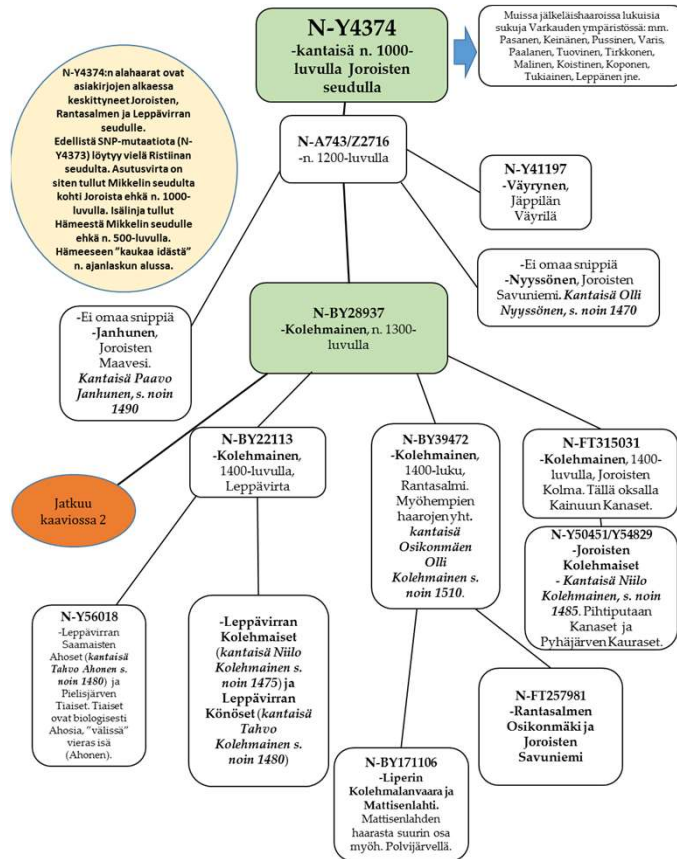 N-Y4374
-kantaisä n. 1000-
luvulla Joroisten
seudulla
Muissa jälkeläishaaroissa lukuisia
sukuja Varkauden ympäristössä: mm.
Pasanen, Keinänen, Pussinen, Varis,
Paalanen, Tuovinen, Tirkkonen,
Malinen, Koistinen, Koponen,
Tukiainen, Leppänen jne.
N-Y4374:n alahaarat ovat
asiakirjojen alkaessa
keskittyneet Joroisten,
Rantasalmen ja Leppävirran
seudulle.
Edellistä SNP-mutaatiota (N-
Y4373) löytyy vielä Ristiinan
seudulta. Asutusvirta on
siten tullut Mikkelin seudulta
kohti Joroista ehkä n. 1000-
luvulla. Isälinja tullut
Hämeestä Mikkelin seudulle
ehkä n. 500-luvulla.
Hämeeseen "kaukaa idästä"
n. ajanlaskun alussa.
N-A743/Z2716
-n. 1200-luvulla
N-Y41197
-Väyrynen,
Jäppilän
Väyrilä
-Ei omaa snippiä
-Nyyssönen, Joroisten
Savuniemi. Kantaisä Olli
Nyyssönen, s. noin 1470
-Ei omaa snippiä
-Janhunen,
Joroisten
Maavesi.
Kantaisä Paavo
Janhunen, s. noin
1490
N-BY28937
-Kolehmainen, n. 1300-
luvulla
Jatkuu
kaaviossa 2
N-BY22113
-Kolehmainen,
1400-luvulla,
Leppävirta
N-BY39472
-Kolehmainen,
1400-luku,
Rantasalmi.
Myöhempien
haarojen yht.
kantaisä
Osikonmäen
Olli
Kolehmainen s.
noin 1510.
N-FT315031
-Kolehmainen, 1400-
luvulla, Joroisten
Kolma. Tällä oksalla
Kainuun Kanaset.
N-Y50451/Y54829
-Joroisten
Kolehmaiset
- Kantaisä Niilo
Kolehmainen, s. noin
1485. Pihtiputaan
Kanaset ja
Pyhäjärven Kauraset.
N-Y56018
-Leppävirran
Saamaisten
Ahoset (kantaisä
Tahvo Ahonen s.
noin 1480) ja
Pielisjärven
Tiaiset. Tiaiset
ovat biologisesti
Ahosia, "välissä"
vieras isä
(Ahonen).
-Leppävirran
Kolehmaiset
(kantaisä Niilo
Kolehmainen s.
noin 1475) ja
Leppävirran
Könöset (kantaisä
Tahvo
Kolehmainen s.
noin 1480)
N-BY171106
-Liperin
Kolehmalanvaara ja
Mattisenlahti.
Mattisenlahden
haarasta suurin osa
myöh. Polvijärvellä.
N-FT257981
-Rantasalmen
Osikonmäki ja
Joroisten
Savuniemi